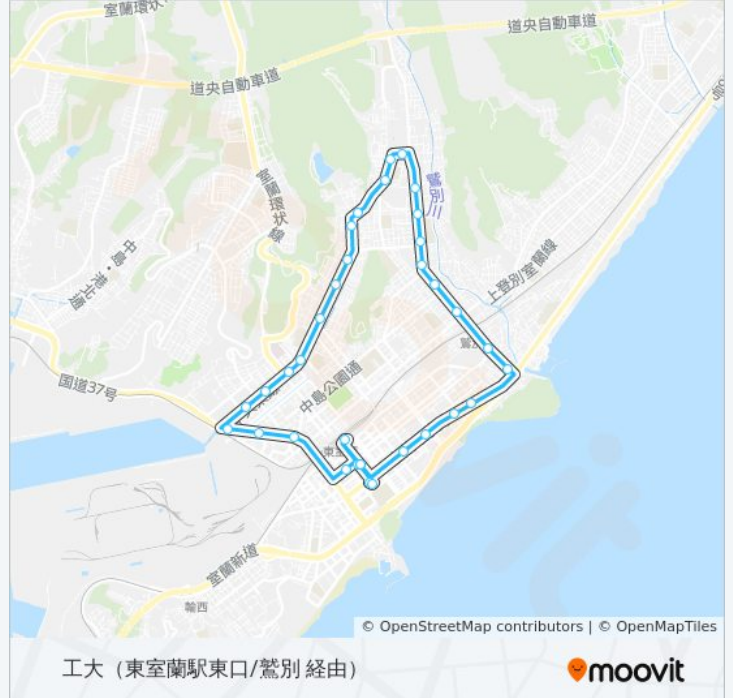 室蘭環状
道央自動車道
道央自動車道
室蘭環状線
鷲別川
中島・港北通
上登別室蘭線
国道37号
中島公園通
室蘭新道
輪西
© OpenStreetMap contributors | © OpenMapTiles
工大（東室蘭駅東口/鷲別 経由）
moovit